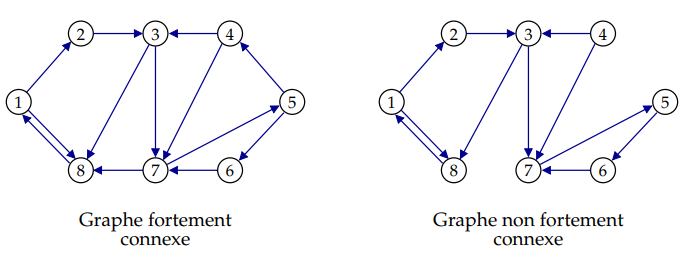 2 3 4 2 3 4
1 5 1 5
8 7 6 8 7 6
Graphe fortement Graphe non fortement
connexe connexe